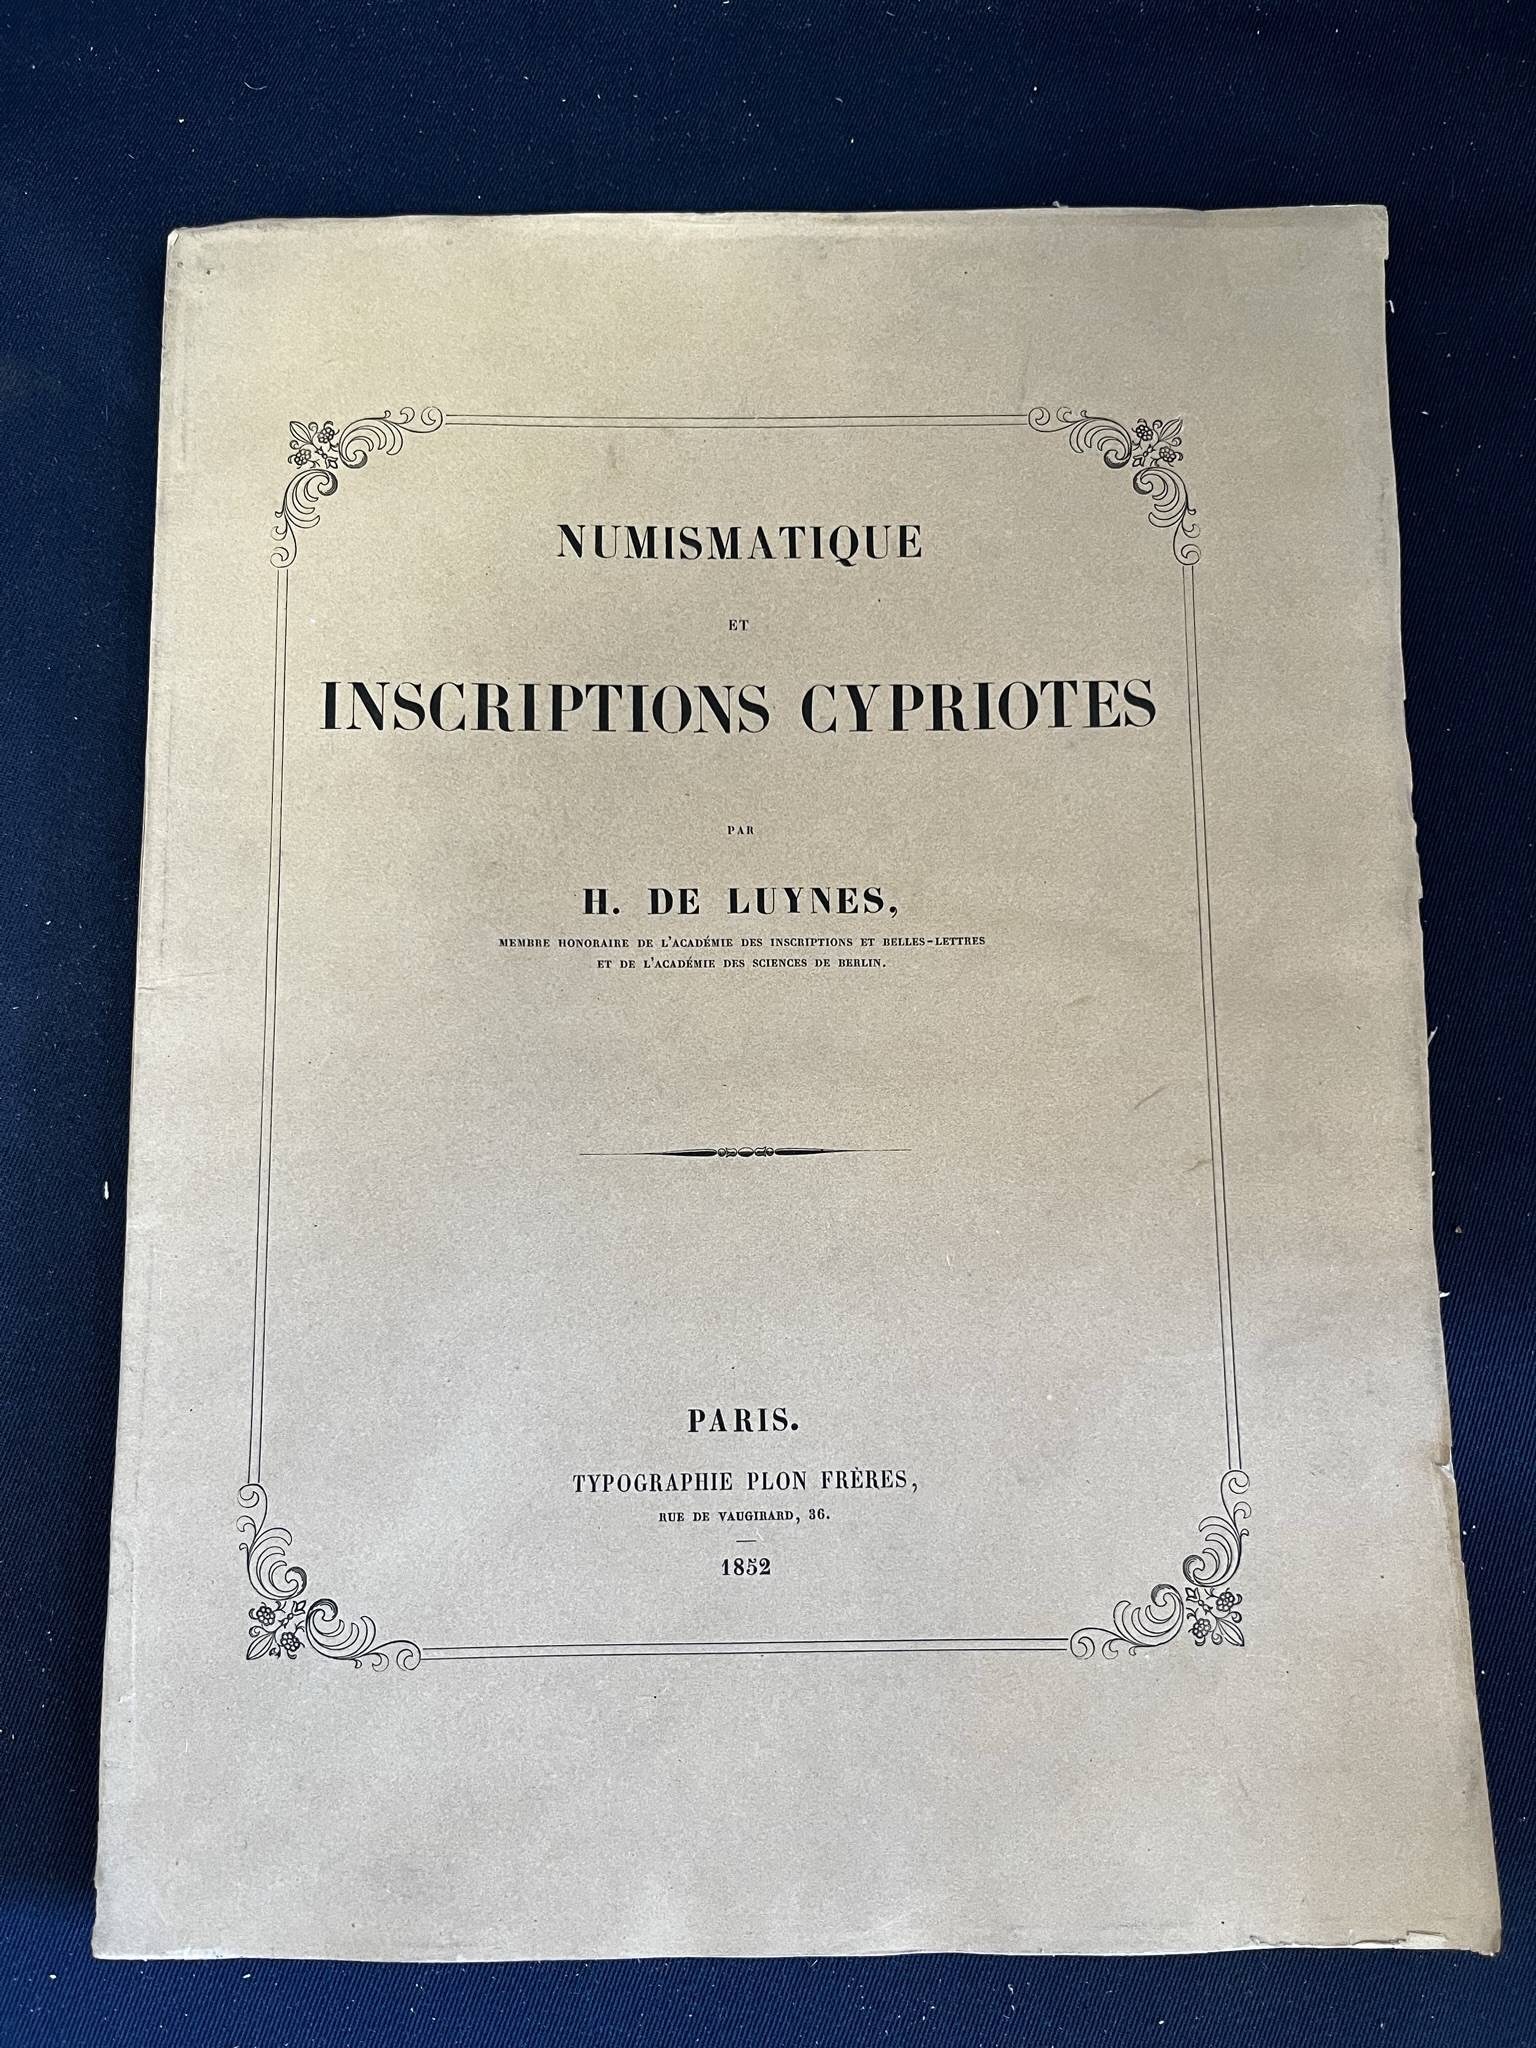 NUMISMATIQUE
ET
INSCRIPTIONS CYPRIOTES
PAR
H. DE LUYNES,
MEMBRE HONORAIRE DE L'ACADÉMIE DES INSCRIPTIONS ET BELLES-LETTRES
ET DE L'ACADÉMIE DES SCIENCES DE BERLIN.
PARIS.
TYPOGRAPHIE PLON FRÈRES,
RUE DE VAUGIRARD, 36.
1852